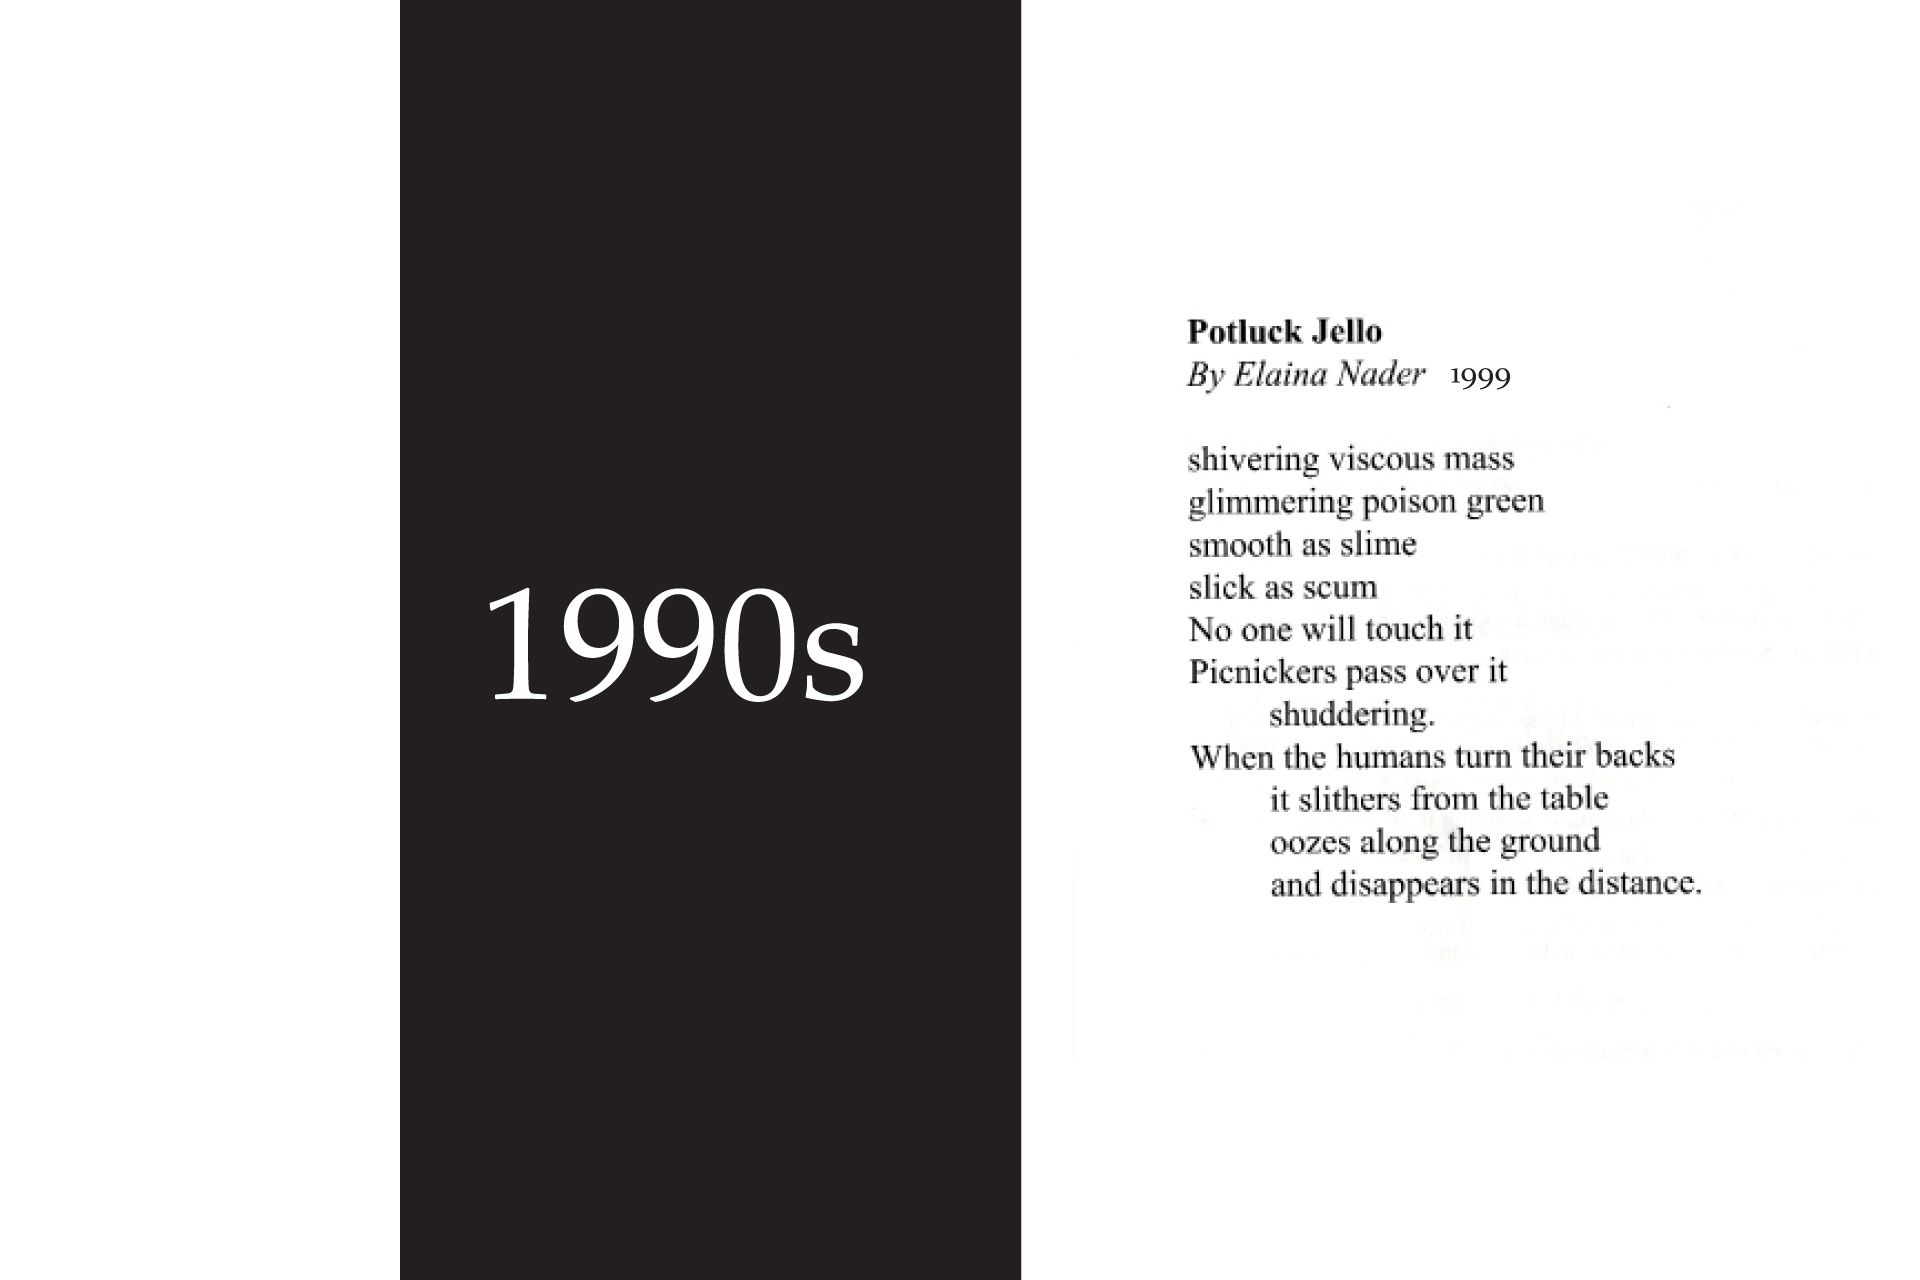 1990s
Potluck Jello
By Elaina Nader 1999
shivering viscous mass
glimmering poison green
smooth as slime
slick as scum
No one will touch it
Picnickers pass over it
shuddering.
When the humans turn their backs
it slithers from the table
oozes along the ground
and disappears in the distance.